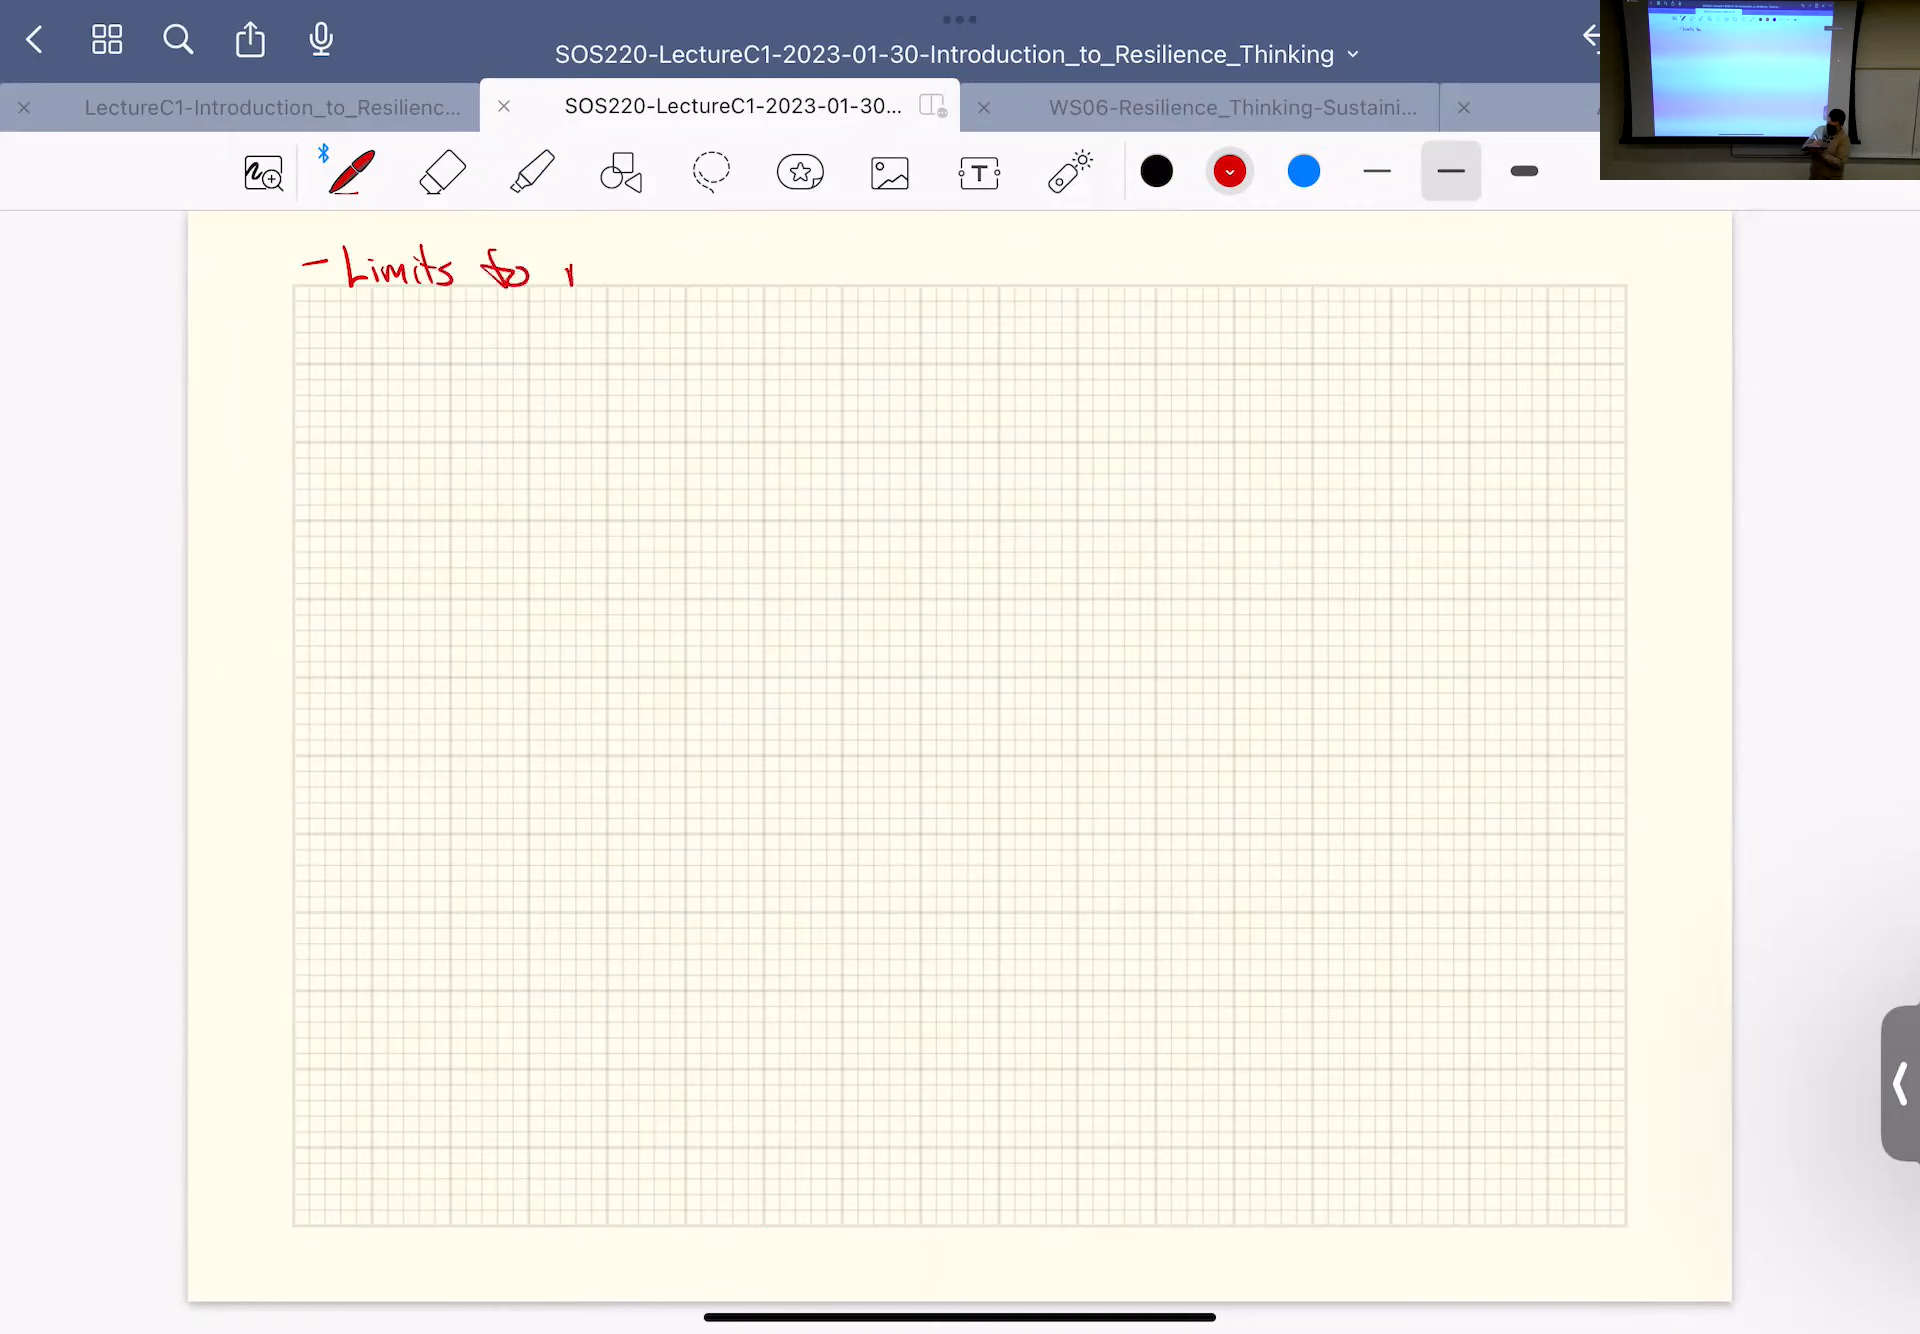 SOS220-LectureC1-2023-01-30-Introduction_to_Resilience_Thinking
LectureC1-Introduction_to_Resilienc...
SOS220-LectureC1-2023-01-30...
WS06-Resilience_Thinking-Sustaini...
T
- Limits to